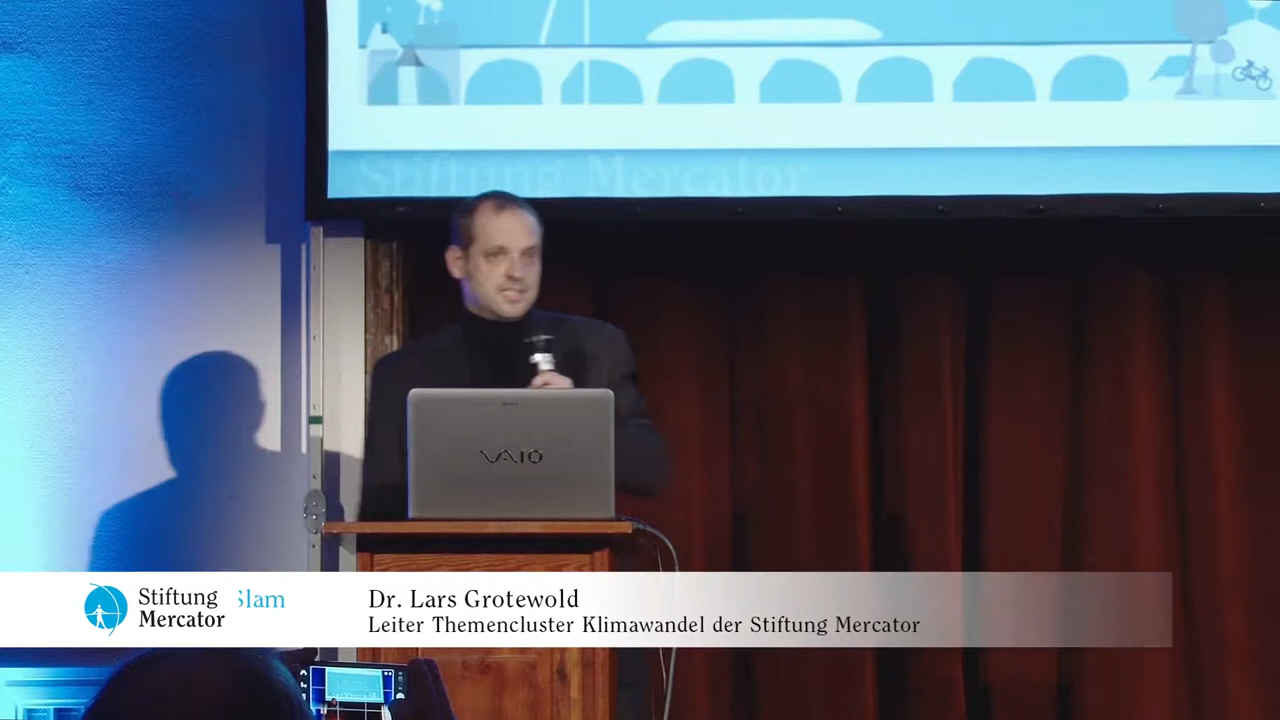 Stiftung Mercator
VAIO
Stiftung
Mercator
Slam
Dr. Lars Grotewold
Leiter Themencluster Klimawandel der Stiftung Mercator